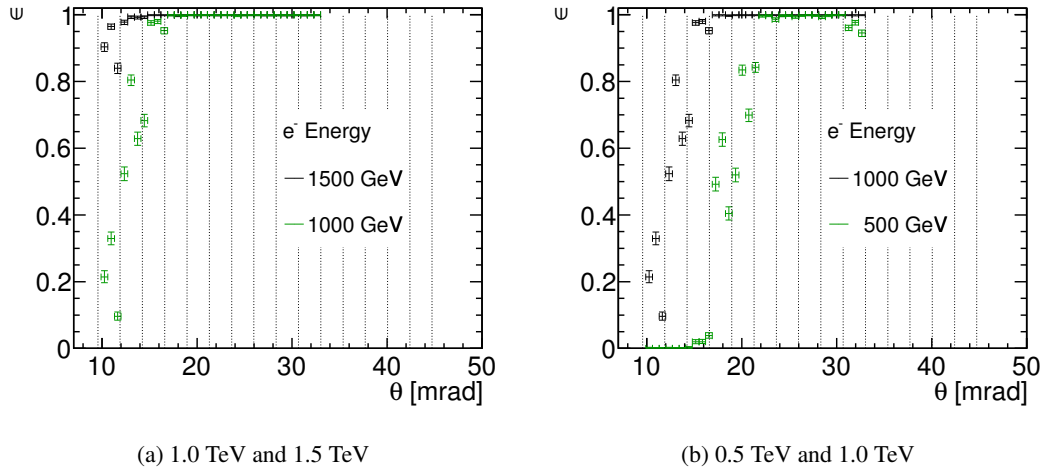 ϵ
1
0.8
0.6
0.4
0.2
0
e⁻ Energy
1500 GeV
1000 GeV
10 20 30 40 50
θ [mrad]
(a) 1.0 TeV and 1.5 TeV
ϵ
1
0.8
0.6
0.4
0.2
0
e⁻ Energy
1000 GeV
500 GeV
10 20 30 40 50
θ [mrad]
(b) 0.5 TeV and 1.0 TeV